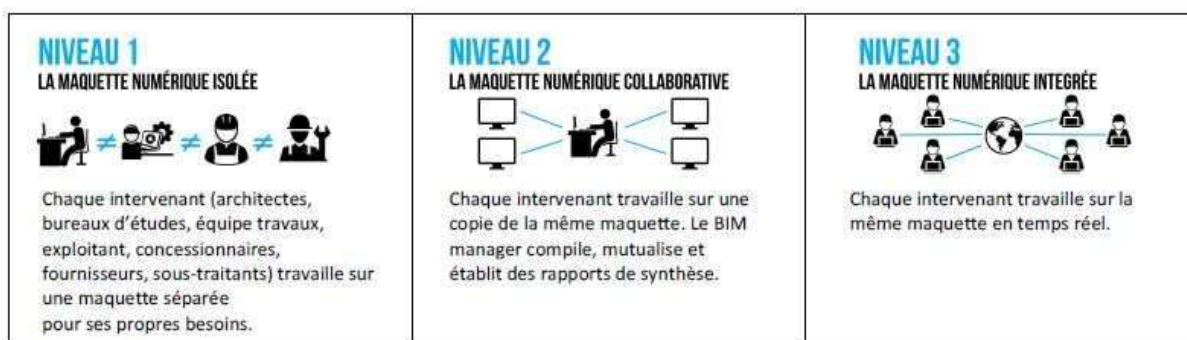 NIVEAU 1
LA MAQUETTE NUMÉRIQUE ISOLÉE
Chaque intervenant (architectes,
bureaux d'études, équipe travaux,
exploitant, concessionnaires,
fournisseurs, sous-traitants) travaille sur
une maquette séparée
pour ses propres besoins.
NIVEAU 2
LA MAQUETTE NUMÉRIQUE COLLABORATIVE
Chaque intervenant travaille sur une
copie de la même maquette. Le BIM
manager compile, mutualise et
établit des rapports de synthèse.
NIVEAU 3
LA MAQUETTE NUMÉRIQUE INTEGRÉE
Chaque intervenant travaille sur la
même maquette en temps réel.